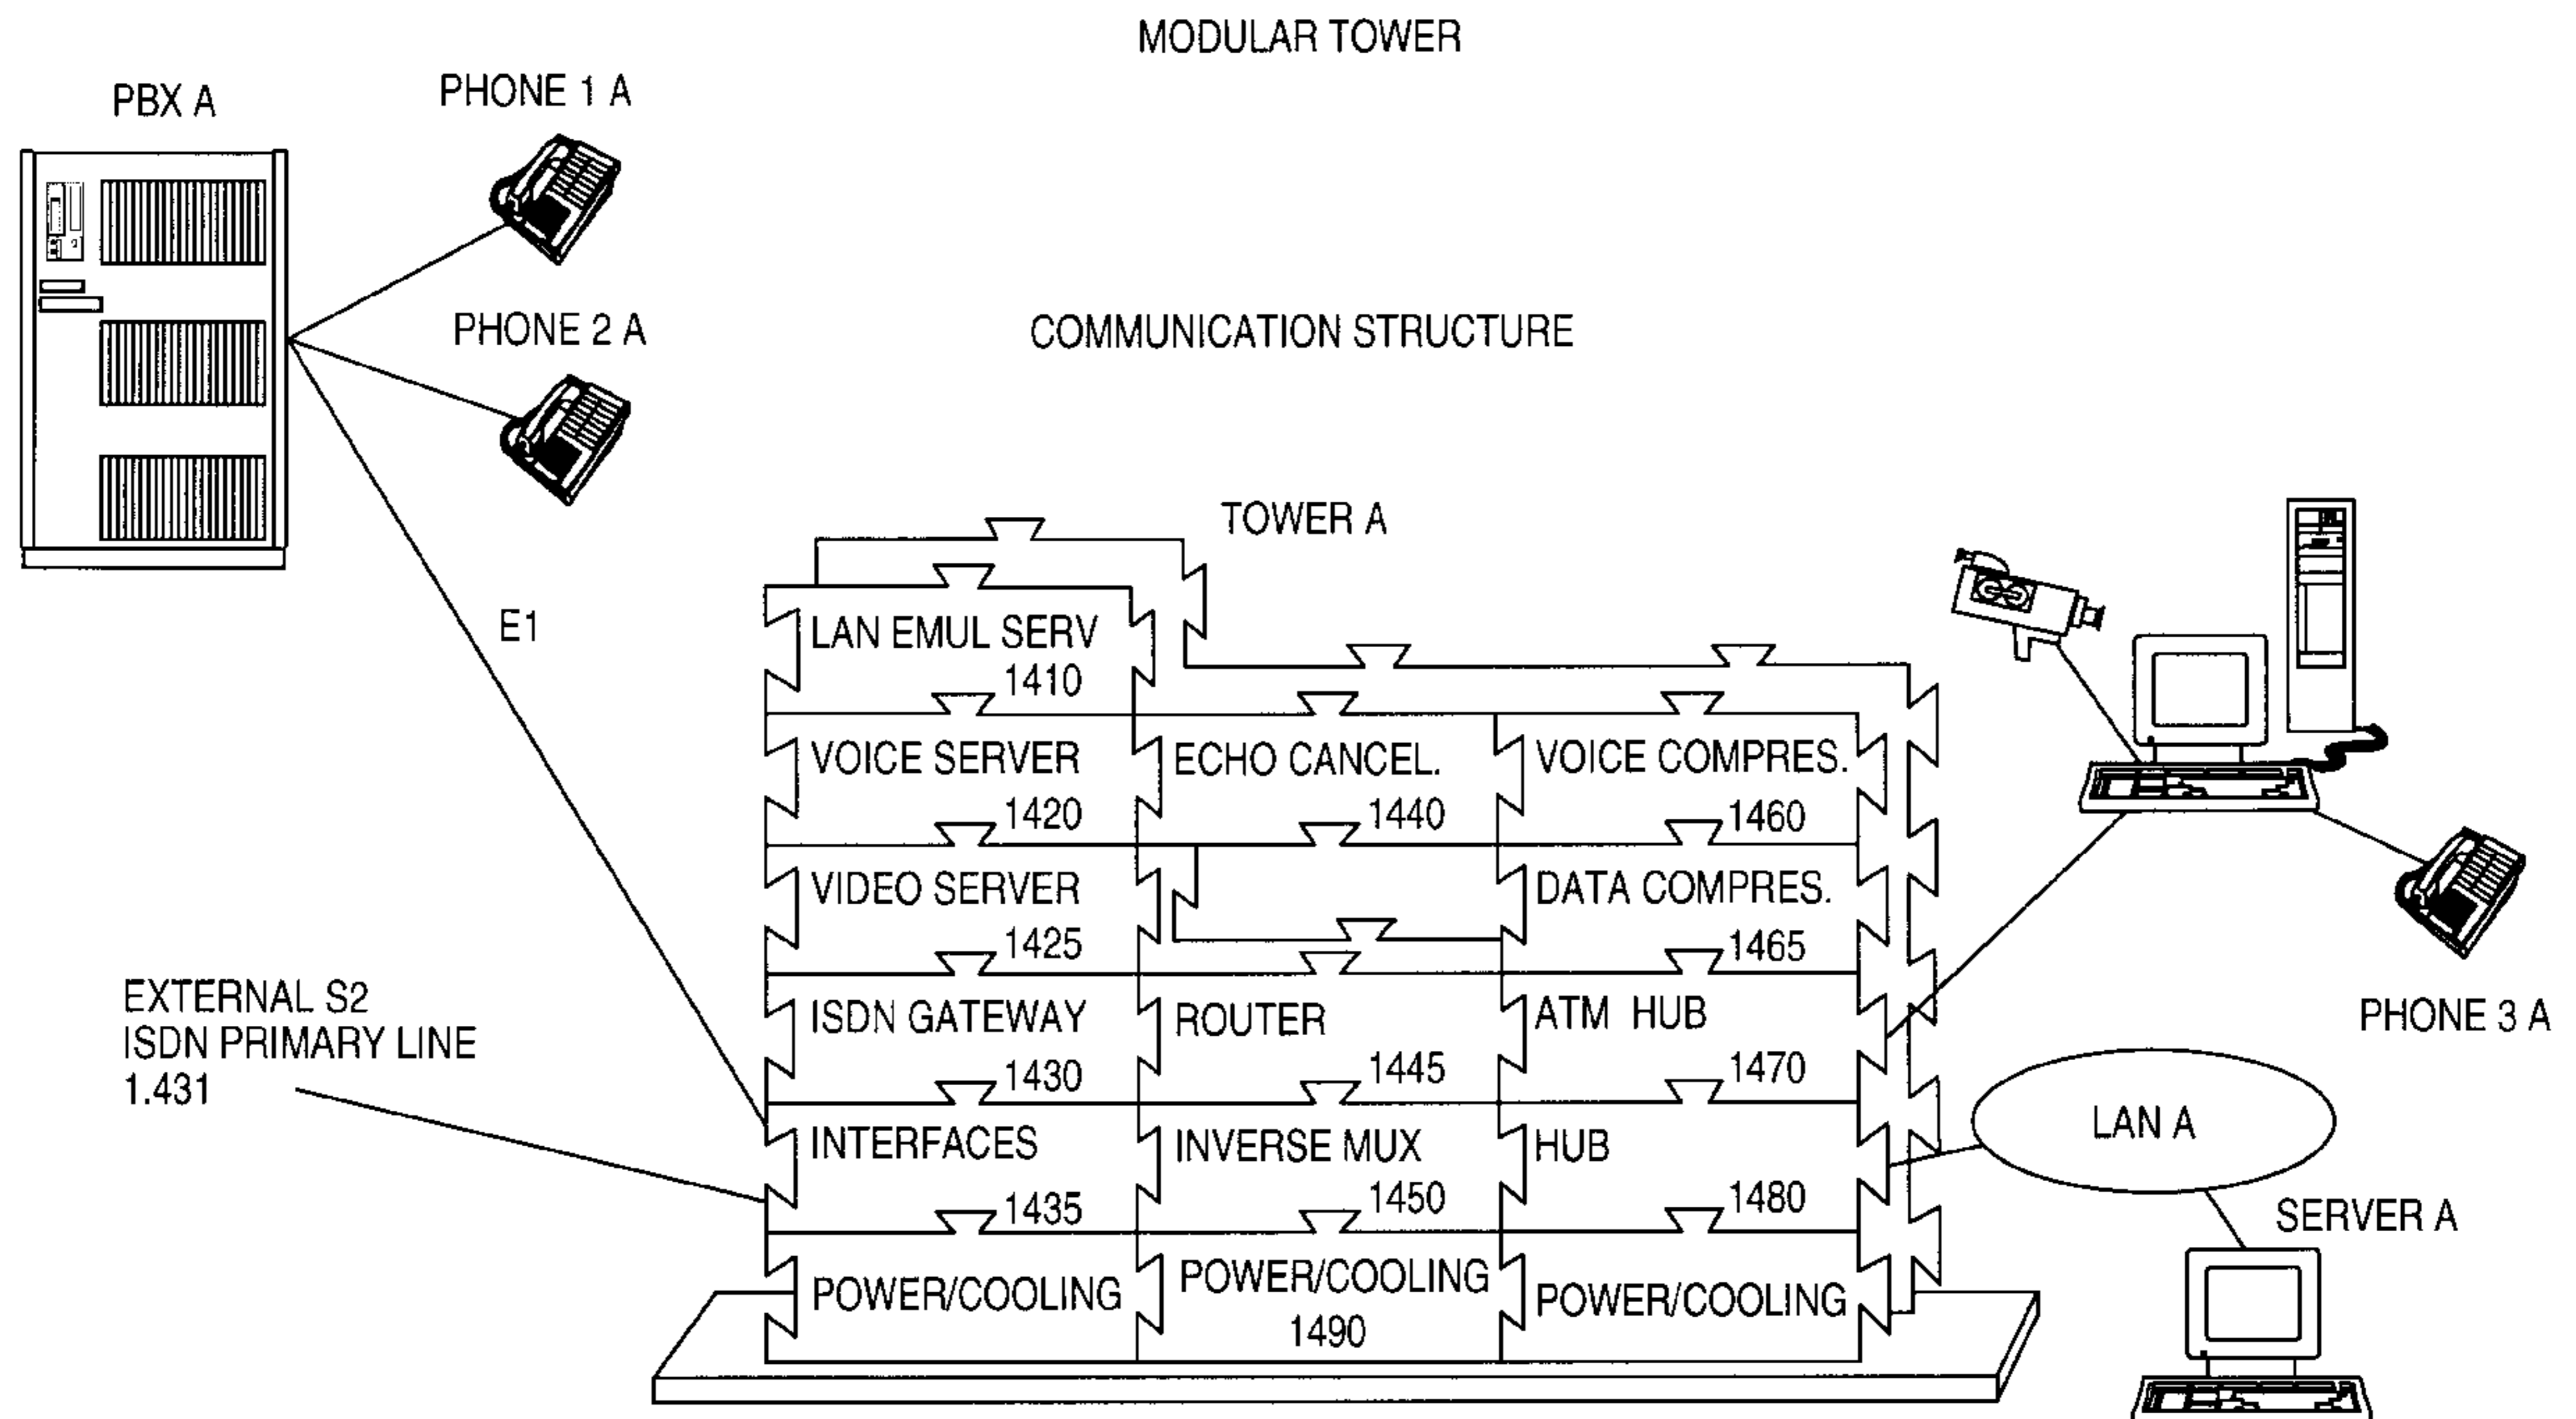 MODULAR TOWER
PBX A
PHONE 1 A
PHONE 2 A
COMMUNICATION STRUCTURE
TOWER A
E1
LAN EMUL SERV
1410
VOICE SERVER
1420
ECHO CANCEL.
1440
VOICE COMPRES.
1460
VIDEO SERVER
1425
DATA COMPRES.
1465
EXTERNAL S2
ISDN PRIMARY LINE
1.431
ISDN GATEWAY
1430
ROUTER
1445
ATM HUB
1470
PHONE 3 A
INTERFACES
1435
INVERSE MUX
1450
HUB
1480
LAN A
SERVER A
POWER/COOLING
POWER/COOLING
1490
POWER/COOLING